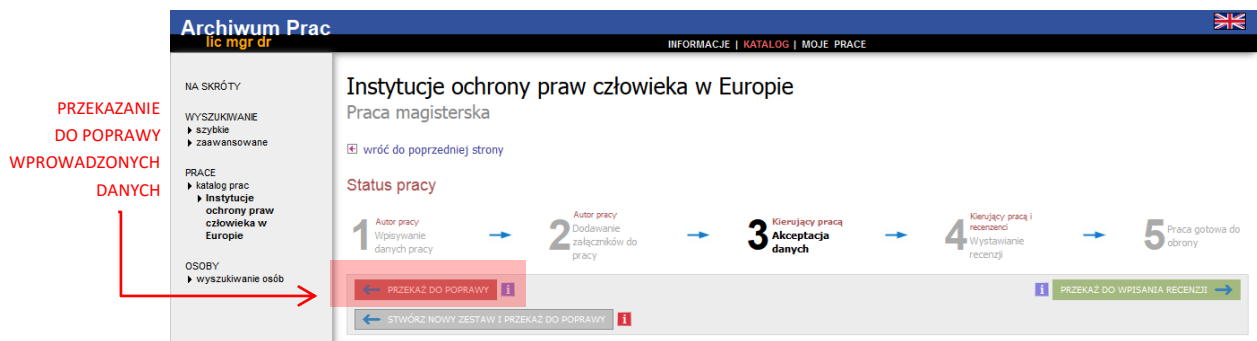 Archiwum Prac
lic mgr dr
INFORMACJE | KATALOG | MOJE PRACE
PRZEKAZANIE
DO POPRAWY
WPROWADZONYCH
DANYCH
NA SKRÓTY
WYSZUKIWANIE
szybkie
zaawansowane
PRACE
katalog prac
Instytucje
ochrony praw
człowieka w
Europie
OSOBY
wyszukiwanie osób
Instytucje ochrony praw człowieka w Europie
Praca magisterska
wróć do poprzedniej strony
Status pracy
1
Autor pracy
Wpisywanie
danych pracy
2
Autor pracy
Dodawanie
załączników do
pracy
3
Kierujący pracą
Akceptacja
danych
4
Kierujący pracą i
recenzenci
Wystawianie
recenzji
5
Praca gotowa do
obrony
PRZEKAŻ DO POPRAWY i
i PRZEKAŻ DO WPISANIA RECENZJI
STWÓRZ NOWY ZESTAW I PRZEKAŻ DO POPRAWY i